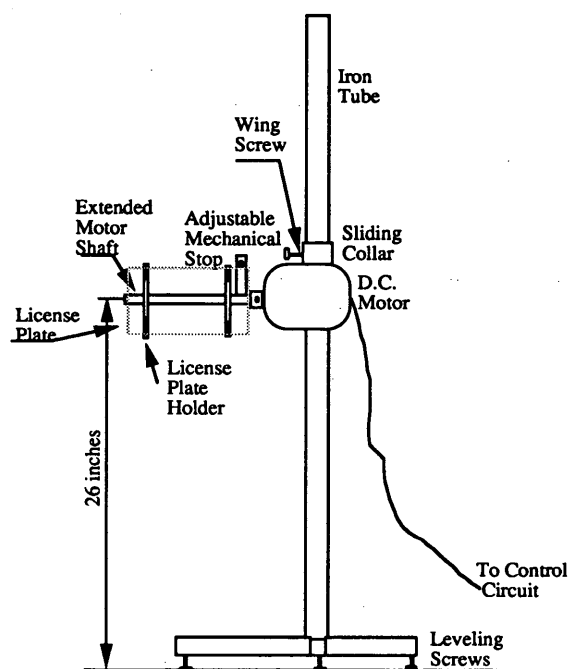 Iron
Tube
Wing
Screw
Extended
Motor
Shaft
Adjustable
Mechanical
Stop
Sliding
Collar
D.C.
Motor
License
Plate
License
Plate
Holder
26 inches
To Control
Circuit
Leveling
Screws